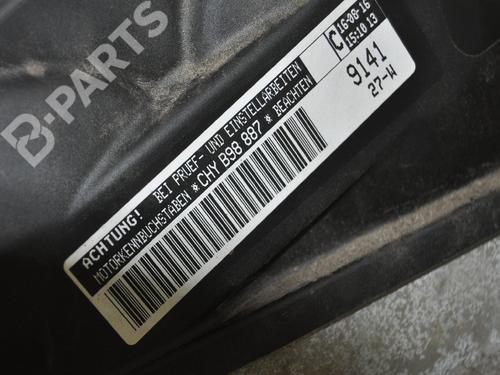 B-PARTS
ACHTUNG! BEI PRUEF- UND EINSTELLARBEITEN
MOTORKENNBUCHSTABEN *CHY B98 887* BEACHTEN
C
16-08-16
15:10 13
9141
27-W